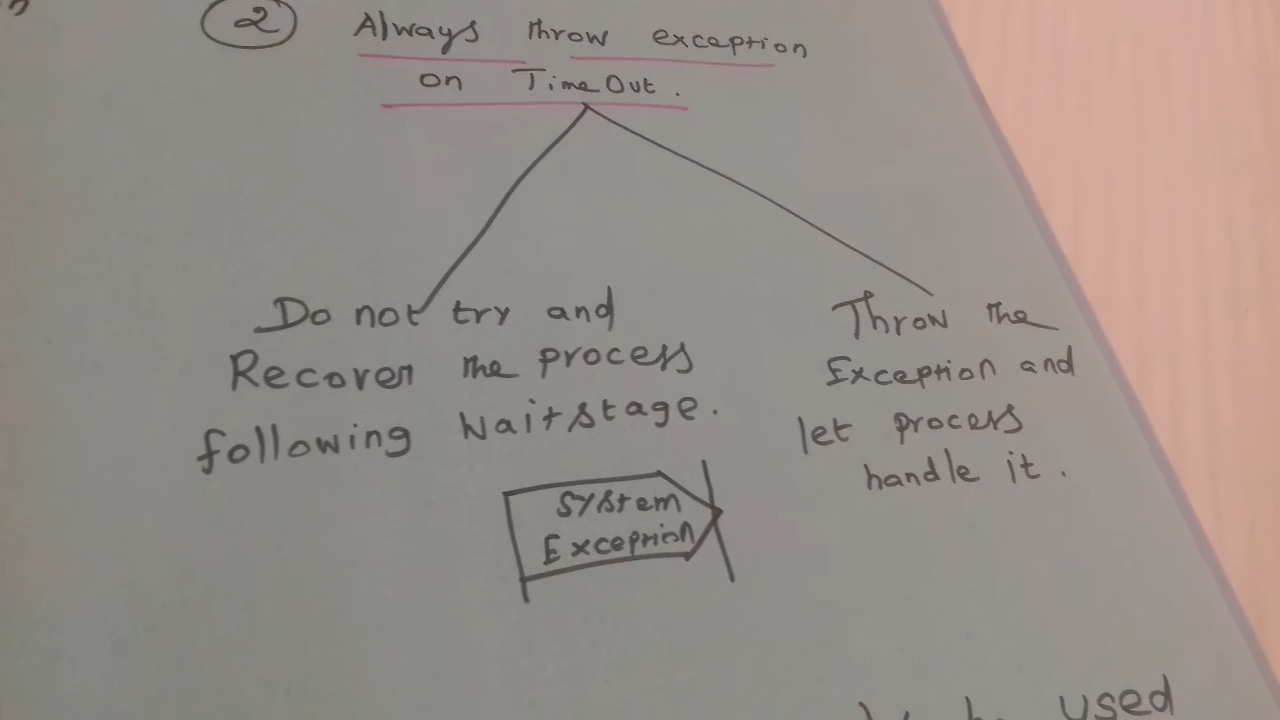 2 Always throw exception
on TimeOut.
Do not try and
Recover the process
following Waitstage.
Throw the
Exception and
let process
handle it.
System
Exception
used